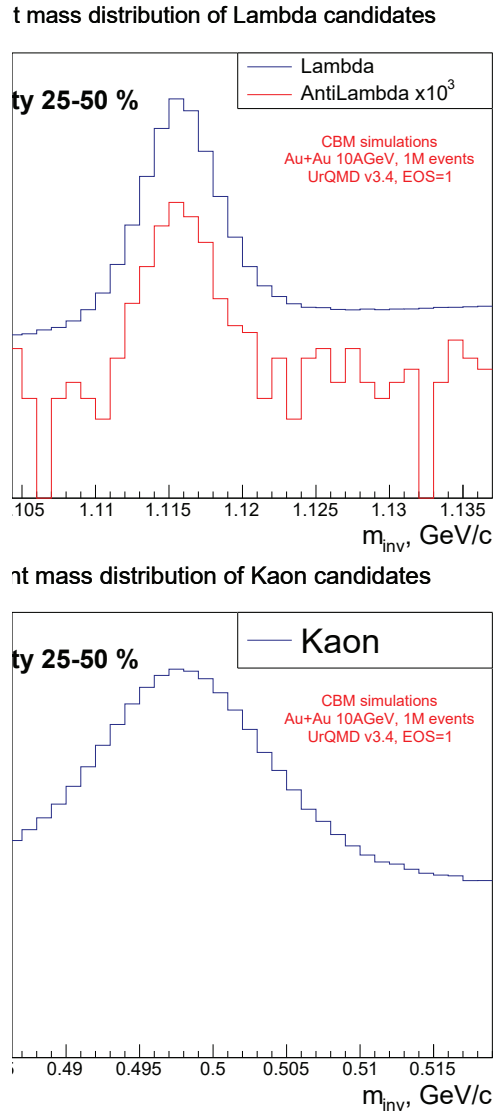 t mass distribution of Lambda candidates
ty 25-50 %
Lambda
AntiLambda x10³
CBM simulations
Au+Au 10AGeV, 1M events
UrQMD v3.4, EOS=1
.105 1.11 1.115 1.12 1.125 1.13 1.135
m_inv, GeV/c
nt mass distribution of Kaon candidates
ty 25-50 %
Kaon
CBM simulations
Au+Au 10AGeV, 1M events
UrQMD v3.4, EOS=1
0.49 0.495 0.5 0.505 0.51 0.515
m_inv, GeV/c